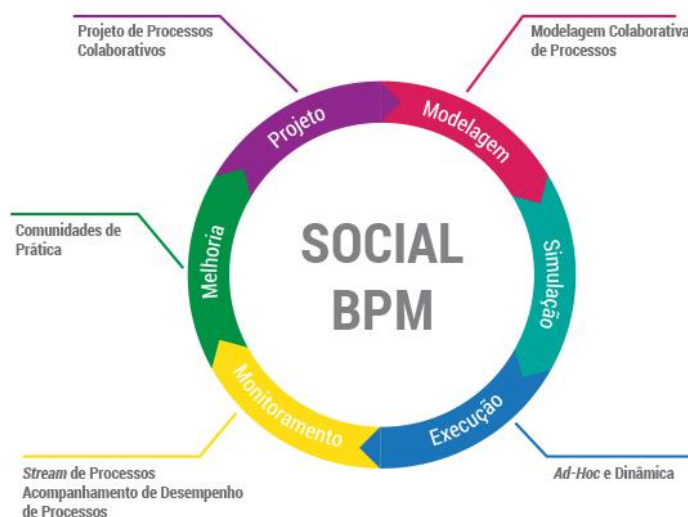 Projeto de Processos
Colaborativos
Modelagem Colaborativa
de Processos
Projeto
Modelagem
Simulação
Execução
Monitoramento
Melhoria
SOCIAL
BPM
Comunidades de
Prática
Stream de Processos
Acompanhamento de Desempenho
de Processos
Ad-Hoc e Dinâmica